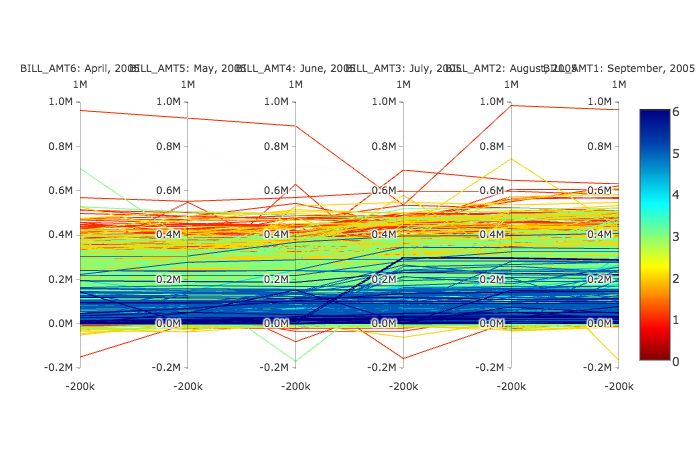 BILL_AMT6: April, 2005 BILL_AMT5: May, 2005 BILL_AMT4: June, 2005 BILL_AMT3: July, 2005 BILL_AMT2: August, 2005 BILL_AMT1: September, 2005
1M 1M 1M 1M 1M 1M
1.0M 1.0M 1.0M 1.0M 1.0M 1.0M 6
0.8M 0.8M 0.8M 0.8M 0.8M 0.8M 5
0.6M 0.6M 0.6M 0.6M 0.6M 0.6M 4
0.4M 0.4M 0.4M 0.4M 0.4M 0.4M 3
0.2M 0.2M 0.2M 0.2M 0.2M 0.2M 2
0.0M 0.0M 0.0M 0.0M 0.0M 0.0M 1
-0.2M -0.2M -0.2M -0.2M -0.2M -0.2M 0
-200k -200k -200k -200k -200k -200k